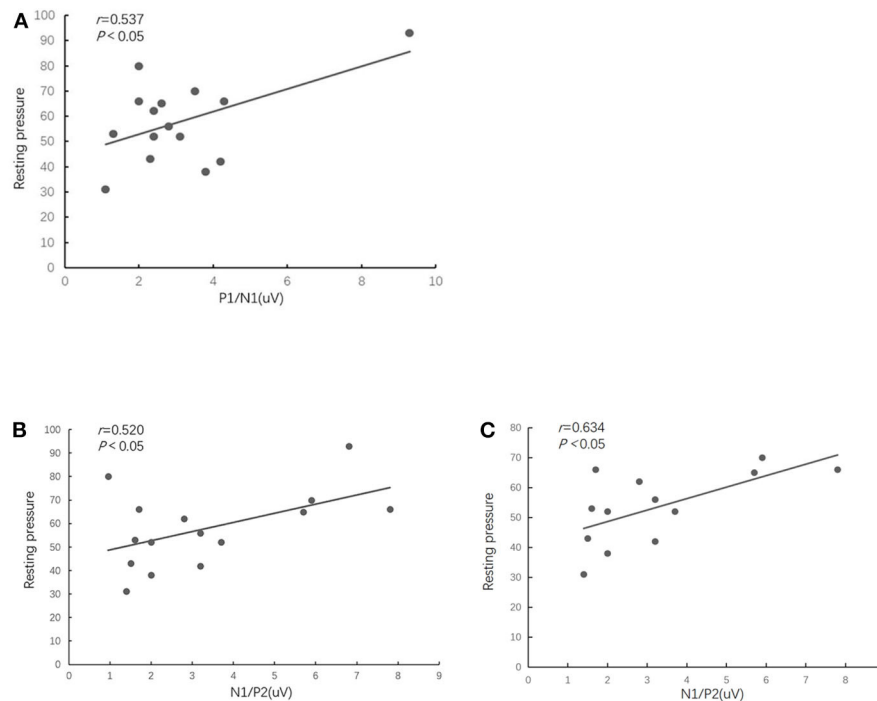 A
r=0.537
P < 0.05
100
90
80
70
60
50
40
30
20
10
0
Resting pressure
0 2 4 6 8 10
P1/N1(uV)
B
r=0.520
P < 0.05
100
90
80
70
60
50
40
30
20
10
0
Resting pressure
0 1 2 3 4 5 6 7 8 9
N1/P2(uV)
C
r=0.634
P <0.05
80
70
60
50
40
30
20
10
0
Resting pressure
0 1 2 3 4 5 6 7 8
N1/P2(uV)